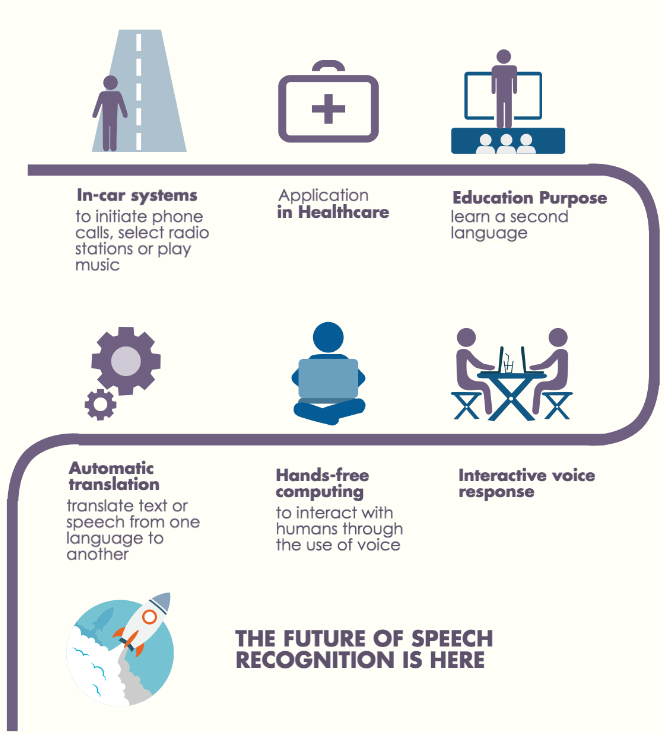 In-car systems
to initiate phone
calls, select radio
stations or play
music
Application
in Healthcare
Education Purpose
learn a second
language
Automatic
translation
translate text or
speech from one
language to
another
Hands-free
computing
to interact with
humans through
the use of voice
Interactive voice
response
THE FUTURE OF SPEECH
RECOGNITION IS HERE